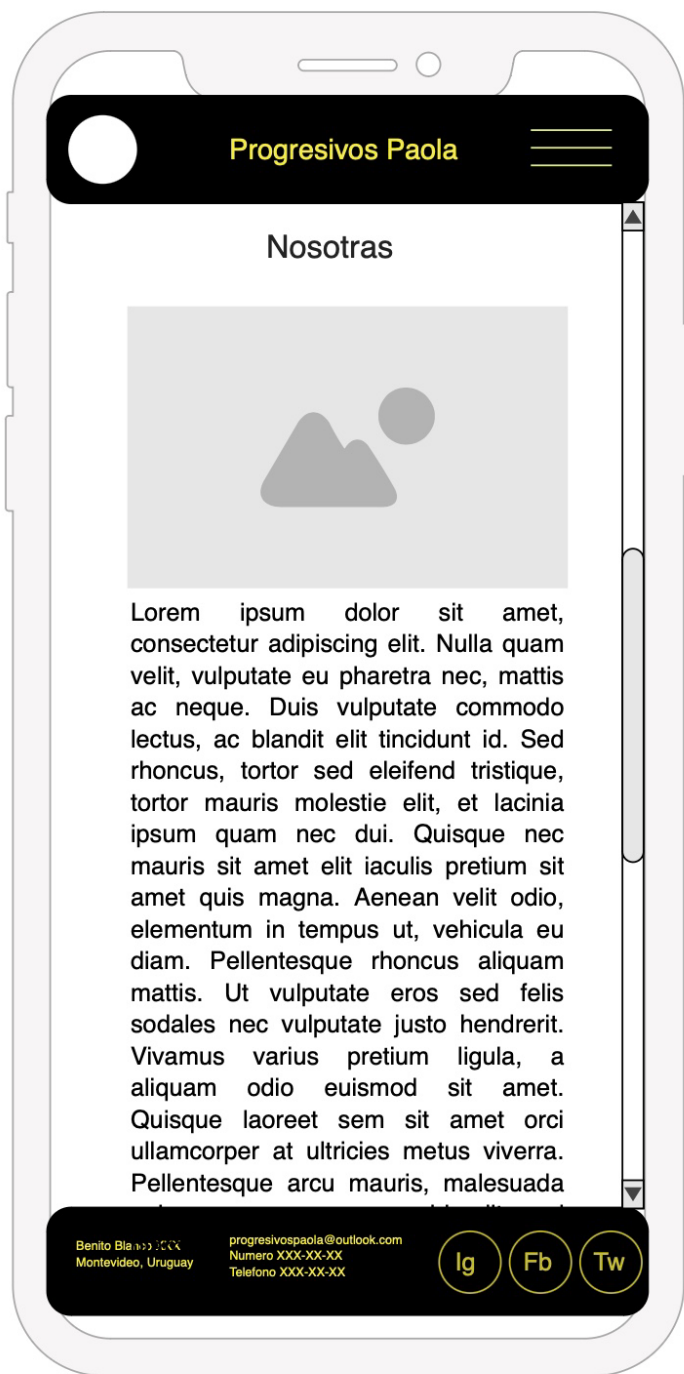 Progresivos Paola
Nosotras
Lorem ipsum dolor sit amet,
consectetur adipiscing elit. Nulla quam
velit, vulputate eu pharetra nec, mattis
ac neque. Duis vulputate commodo
lectus, ac blandit elit tincidunt id. Sed
rhoncus, tortor sed eleifend tristique,
tortor mauris molestie elit, et lacinia
ipsum quam nec dui. Quisque nec
mauris sit amet elit iaculis pretium sit
amet quis magna. Aenean velit odio,
elementum in tempus ut, vehicula eu
diam. Pellentesque rhoncus aliquam
mattis. Ut vulputate eros sed felis
sodales nec vulputate justo hendrerit.
Vivamus varius pretium ligula, a
aliquam odio euismod sit amet.
Quisque laoreet sem sit amet orci
ullamcorper at ultricies metus viverra.
Pellentesque arcu mauris, malesuada
Benito Blanco
Montevideo, Uruguay
progresivospaola@outlook.com
Numero XXX-XX-XX
Telefono XXX-XX-XX
Ig
Fb
Tw